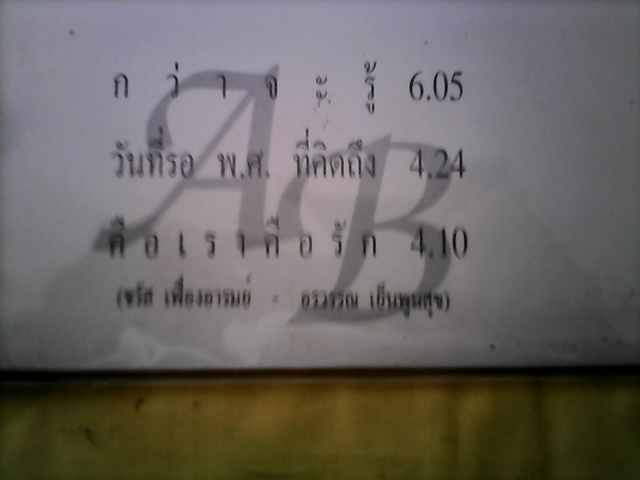 ก ว่ า จ ะ รู้ 6.05
วันที่รอ พ.ศ. ที่คิดถึง 4.24
คื อ เ ร า คื อ รั ก 4.10
(จรัส เฟื่องอารมย์ - อรวรรณ เย็นพูนสุข)
AB